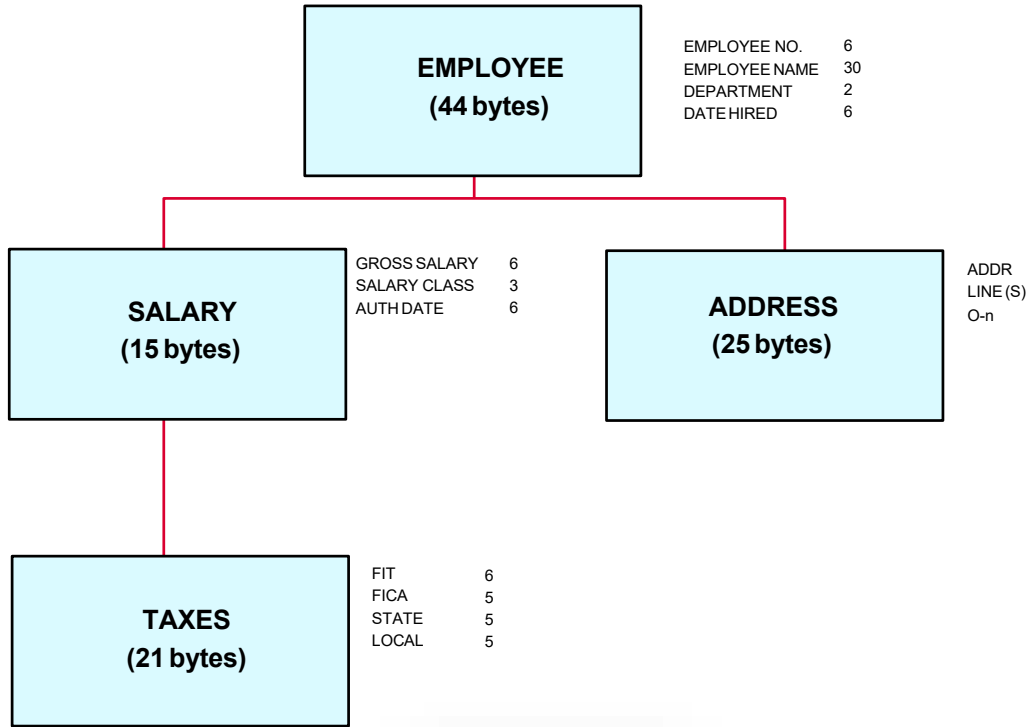 EMPLOYEE
(44 bytes)
EMPLOYEE NO. 6
EMPLOYEE NAME 30
DEPARTMENT 2
DATE HIRED 6
SALARY
(15 bytes)
GROSS SALARY 6
SALARY CLASS 3
AUTH DATE 6
ADDRESS
(25 bytes)
ADDR
LINE (S)
O-n
TAXES
(21 bytes)
FIT 6
FICA 5
STATE 5
LOCAL 5